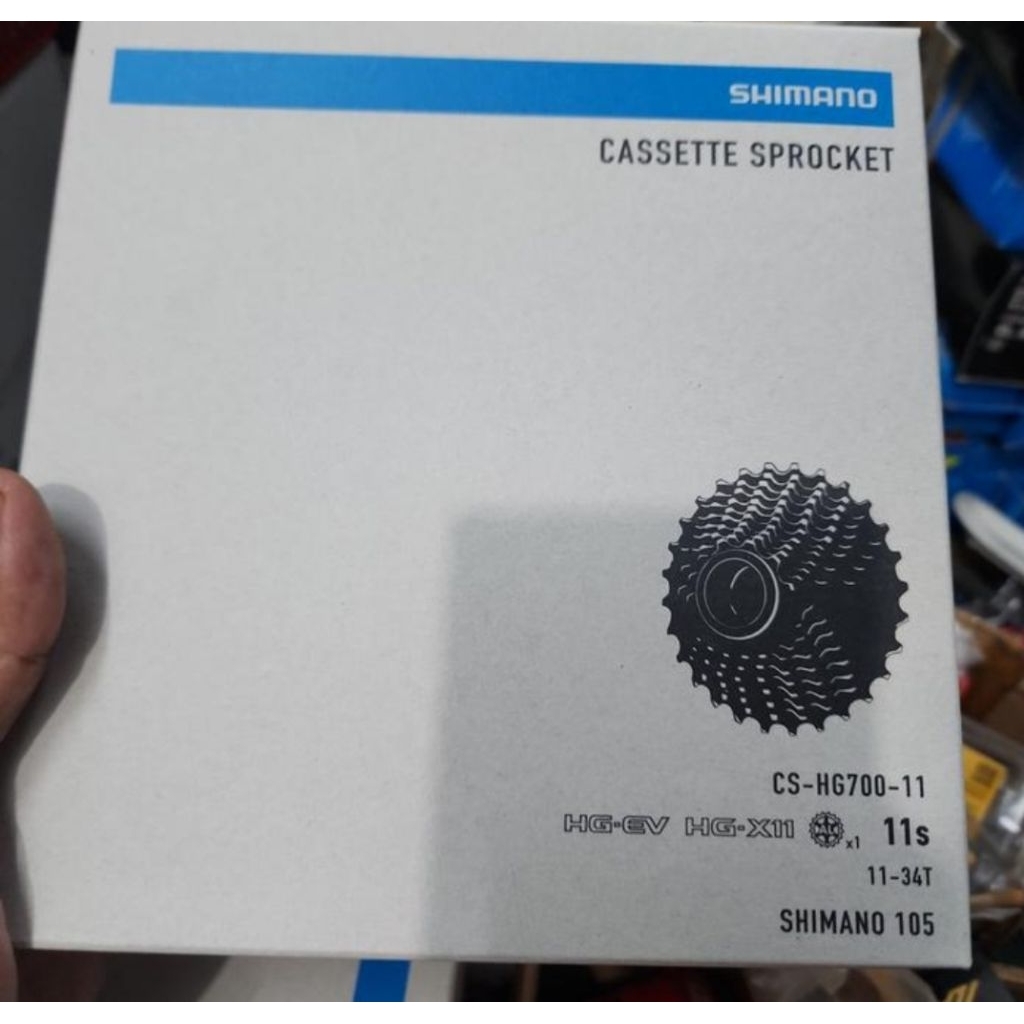 SHIMANO
CASSETTE SPROCKET
CS-HG700-11
HG-EV HG-X11 x1 11s
11-34T
SHIMANO 105